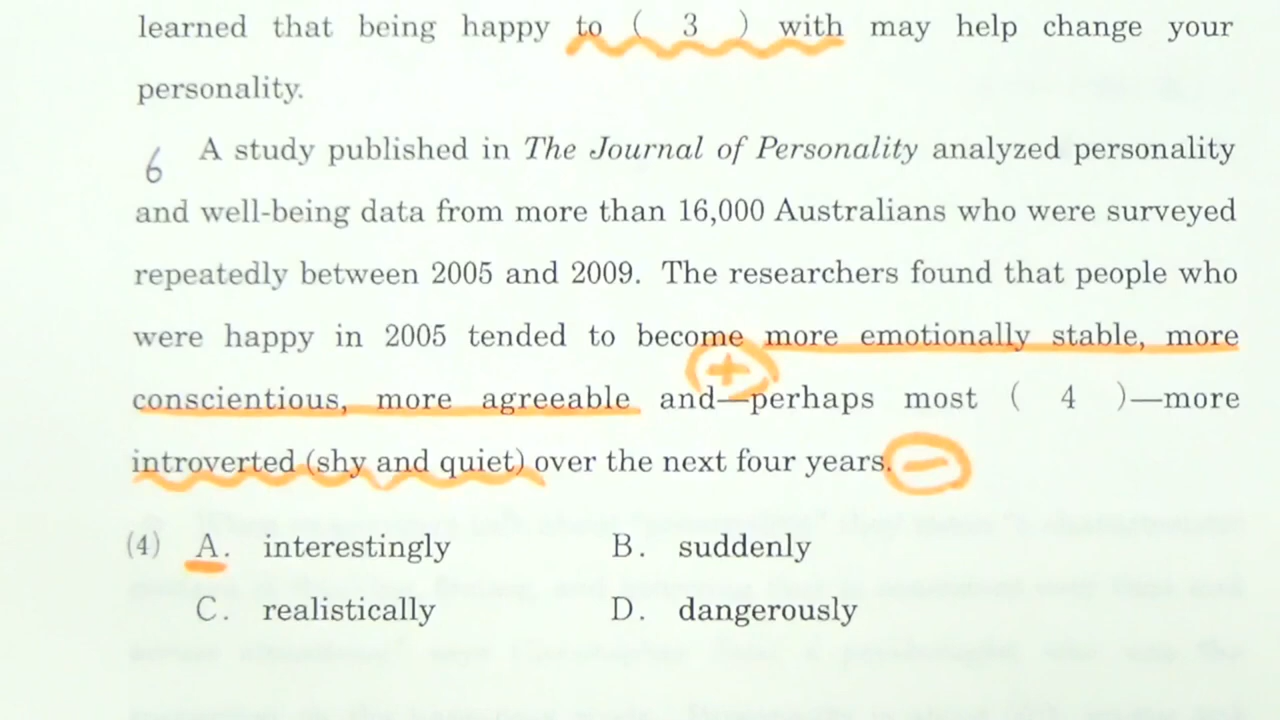 learned that being happy to ( 3 ) with may help change your
personality.
6 A study published in The Journal of Personality analyzed personality
and well-being data from more than 16,000 Australians who were surveyed
repeatedly between 2005 and 2009. The researchers found that people who
were happy in 2005 tended to become more emotionally stable, more
conscientious, more agreeable and—perhaps most ( 4 )—more
introverted (shy and quiet) over the next four years.
(4) A. interestingly B. suddenly
C. realistically D. dangerously